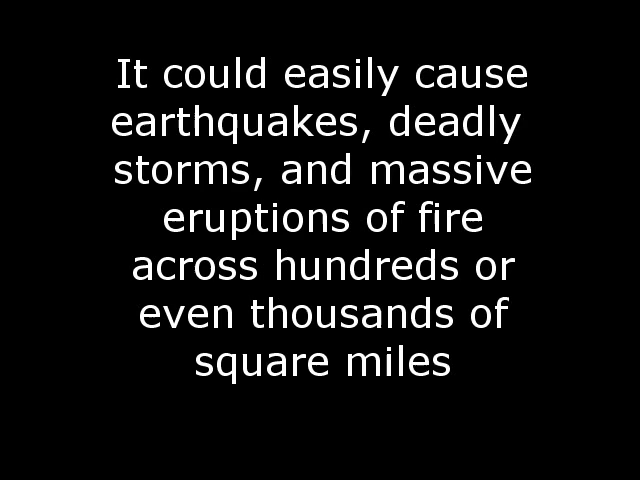 It could easily cause
earthquakes, deadly
storms, and massive
eruptions of fire
across hundreds or
even thousands of
square miles